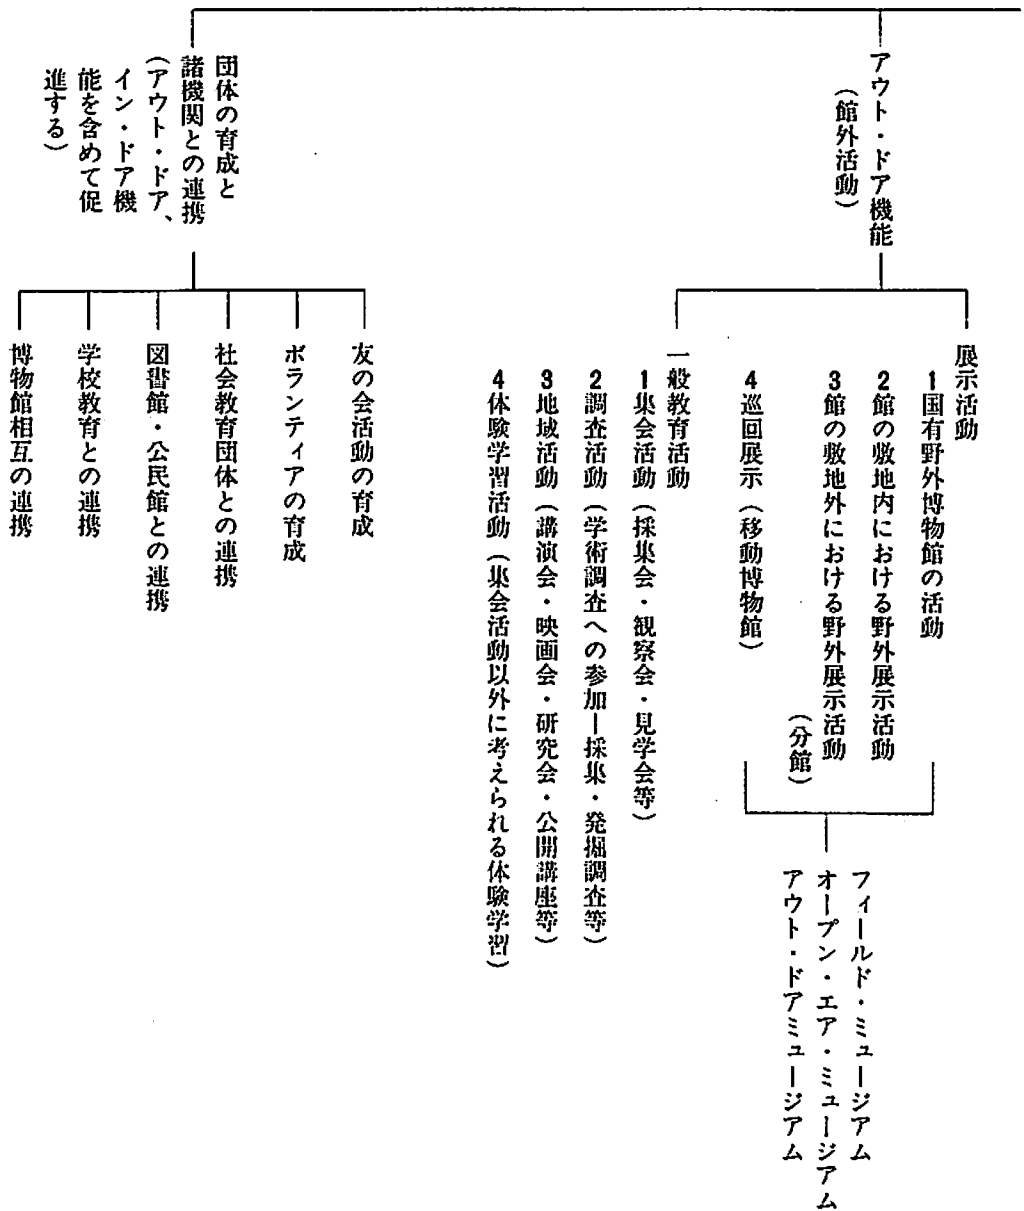 アウト・ドア機能
(館外活動)
展示活動
1国有野外博物館の活動
2館の敷地内における野外展示活動
3館の敷地外における野外展示活動
(分館)
4巡回展示(移動博物館)
フィールド・ミュージアム
オープン・エア・ミュージアム
アウト・ドアミュージアム
一般教育活動
1集会活動(採集会・観察会・見学会等)
2調査活動(学術調査への参加ー採集・発掘調査等)
3地域活動(講演会・映画会・研究会・公開講座等)
4体験学習活動(集会活動以外に考えられる体験学習)
団体の育成と
諸機関との連携
(アウト・ドア、
イン・ドア機
能を含めて促
進する)
友の会活動の育成
ボランティアの育成
社会教育団体との連携
図書館・公民館との連携
学校教育との連携
博物館相互の連携